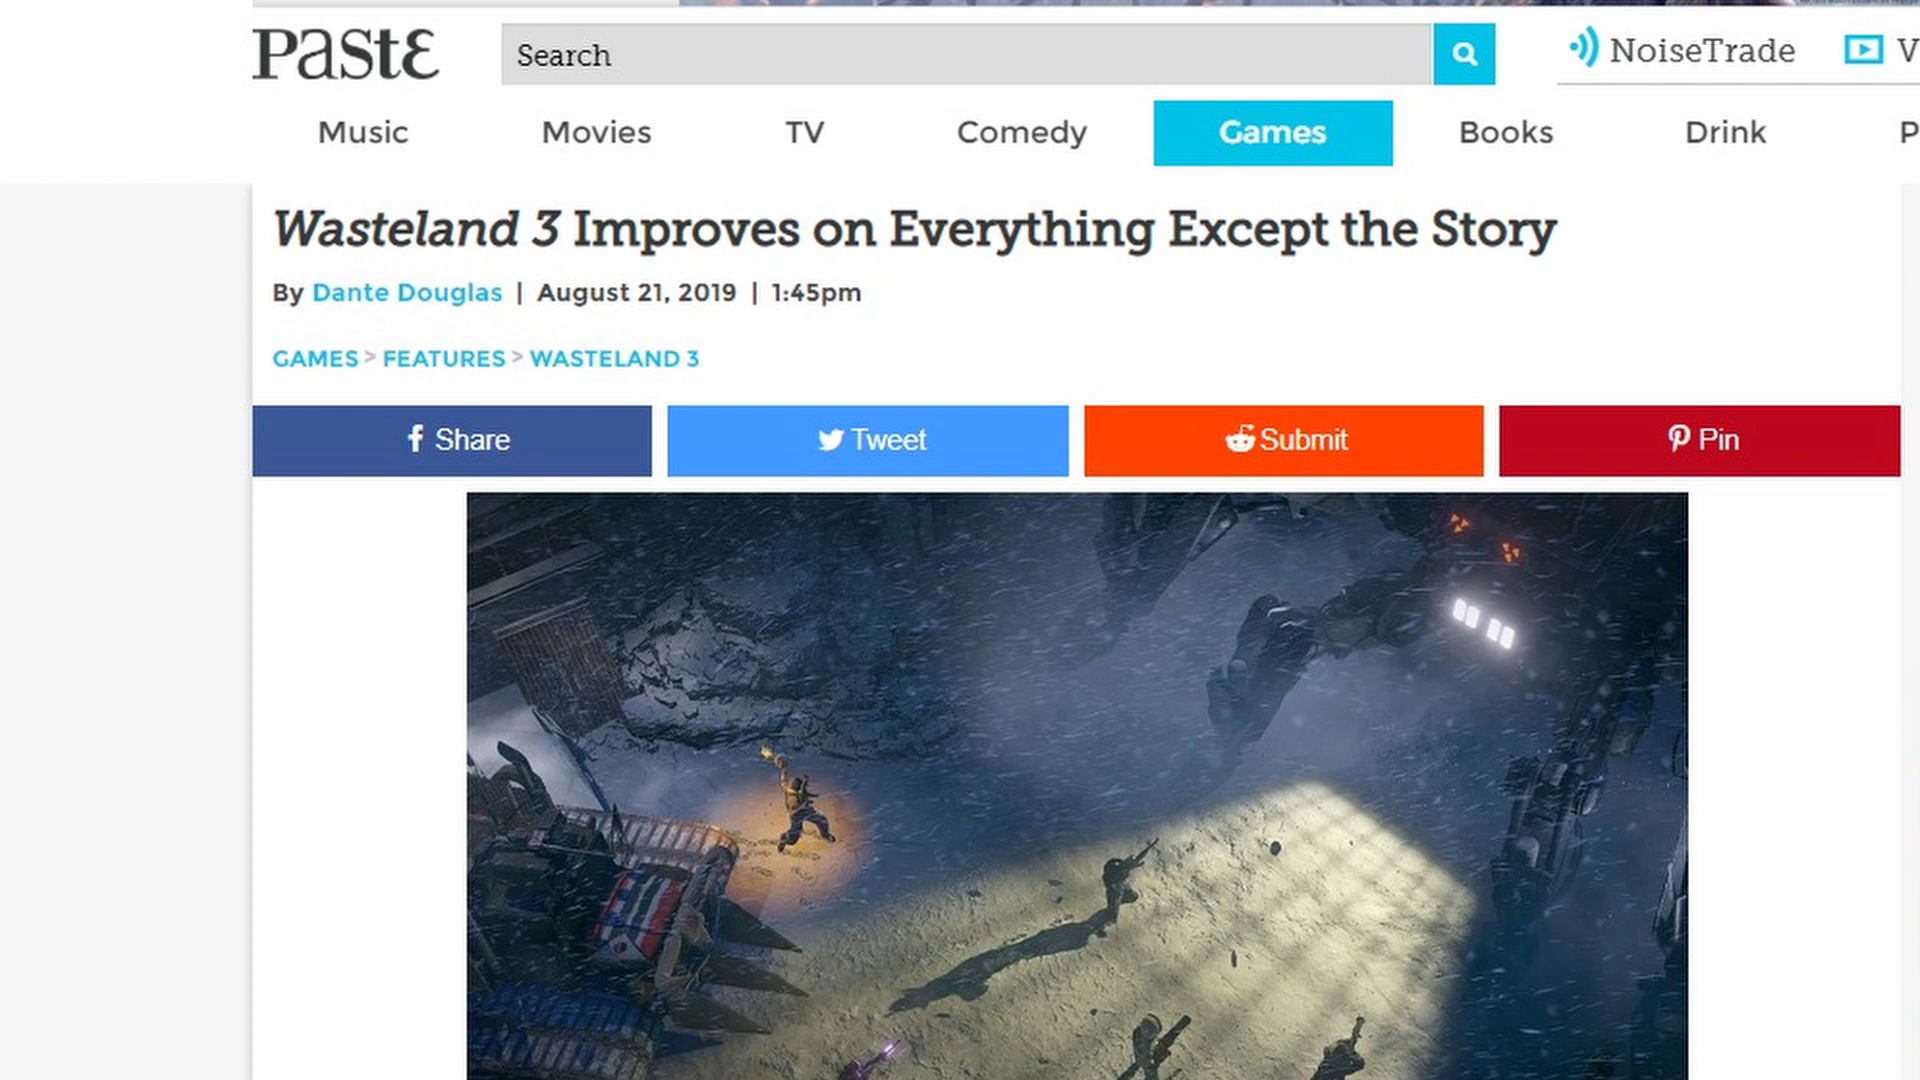 Paste
Search
NoiseTrade
V
Music Movies TV Comedy Games Books Drink P
Wasteland 3 Improves on Everything Except the Story
By Dante Douglas | August 21, 2019 | 1:45pm
GAMES > FEATURES > WASTELAND 3
Share Tweet Submit Pin